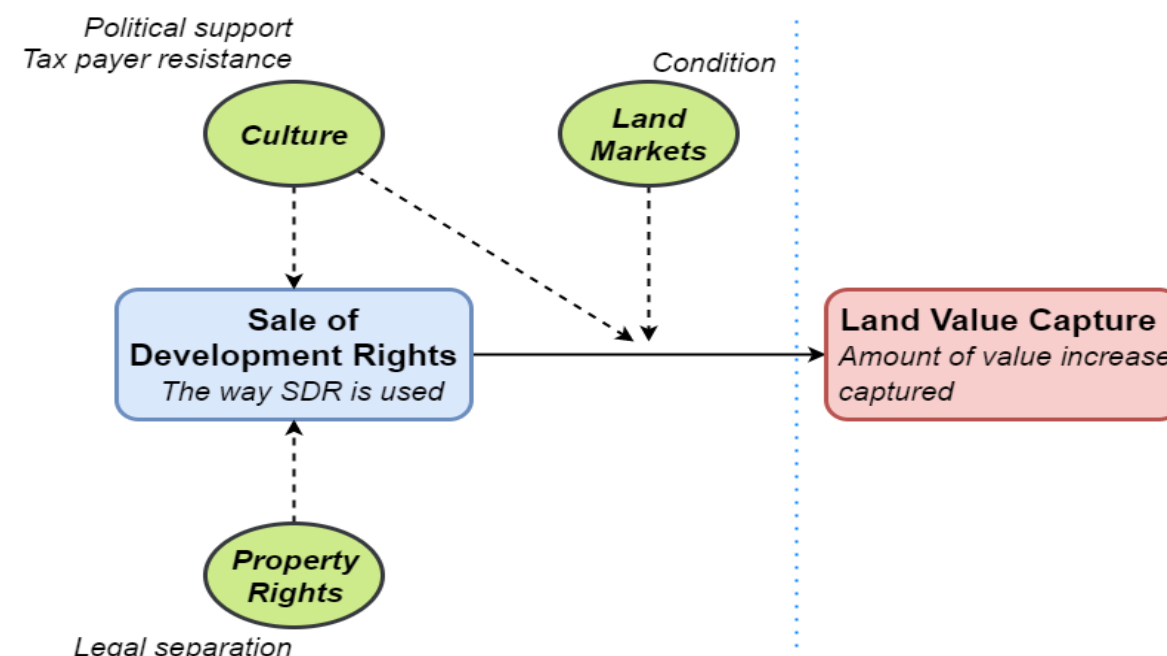 Political support
Tax payer resistance
Condition
Culture
Land
Markets
Sale of
Development Rights
The way SDR is used
Land Value Capture
Amount of value increase
captured
Property
Rights
Legal separation